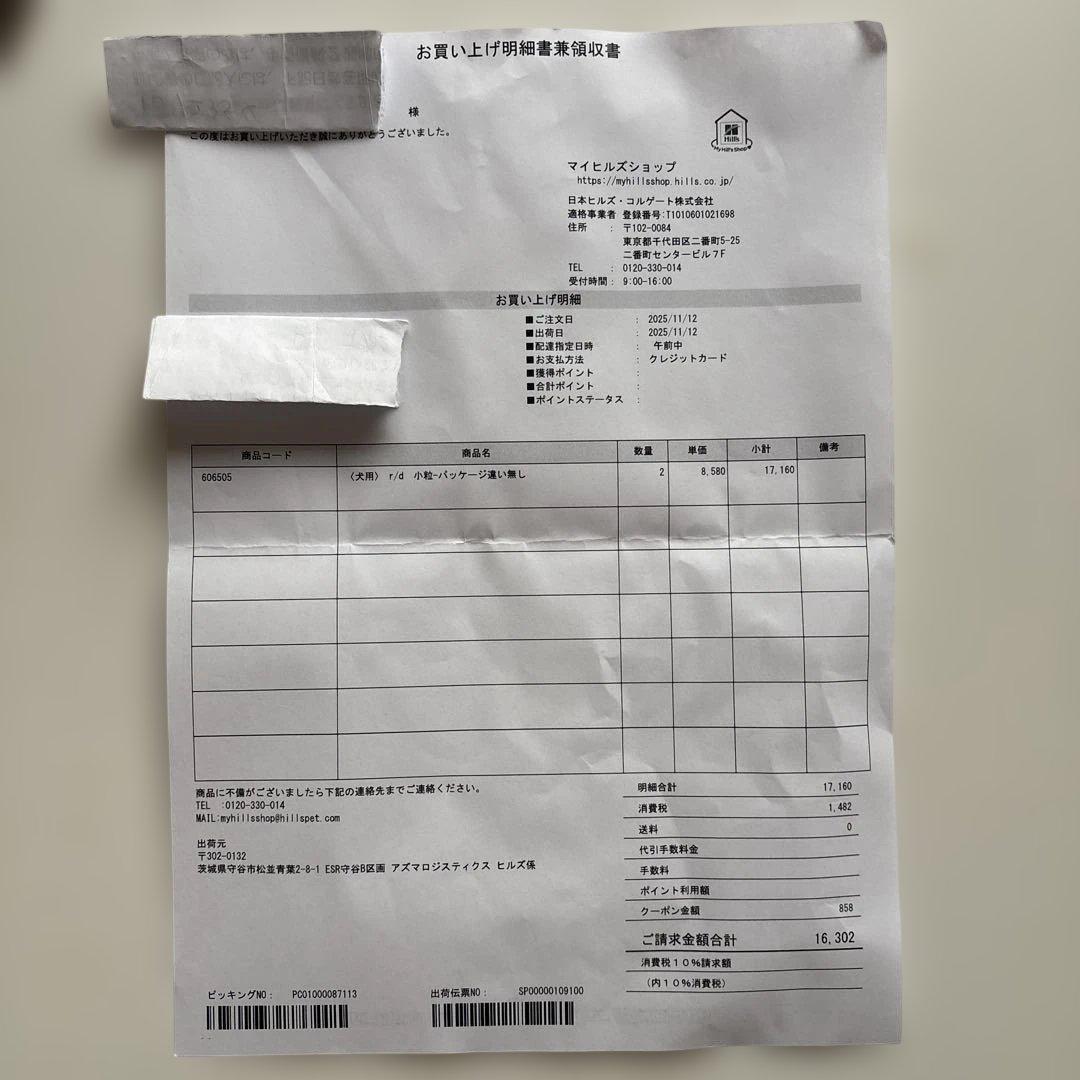 お買い上げ明細書兼領収書
様
この度はお買い上げいただき誠にありがとうございました。
Hill's
My Hill's Shop
マイヒルズショップ
https://myhillsshop.hills.co.jp/
日本ヒルズ・コルゲート株式会社
適格事業者 登録番号:T1010601021698
住所 : 〒102-0084
東京都千代田区二番町5-25
二番町センタービル7F
TEL : 0120-330-014
受付時間: 9:00-16:00
お買い上げ明細
■ご注文日 : 2025/11/12
■出荷日 : 2025/11/12
■配達指定日時 : 午前中
■お支払方法 : クレジットカード
■獲得ポイント :
■合計ポイント :
■ポイントステータス :
商品コード 商品名 数量 単価 小計 備考
606505 〈犬用〉 r/d 小粒-パッケージ違い無し 2 8,580 17,160
商品に不備がございましたら下記の連絡先までご連絡ください。
TEL :0120-330-014
MAIL:myhillsshop@hillspet.com
出荷元
〒302-0132
茨城県守谷市松並青葉2-8-1 ESR守谷B区画 アズマロジスティクス ヒルズ係
明細合計 17,160
消費税 1,482
送料 0
代引手数料金
手数料
ポイント利用額
クーポン金額 858
ご請求金額合計 16,302
消費税10%請求額
(内10%消費税)
ピッキングNO: PC01000087113
出荷伝票NO: SP00000109100